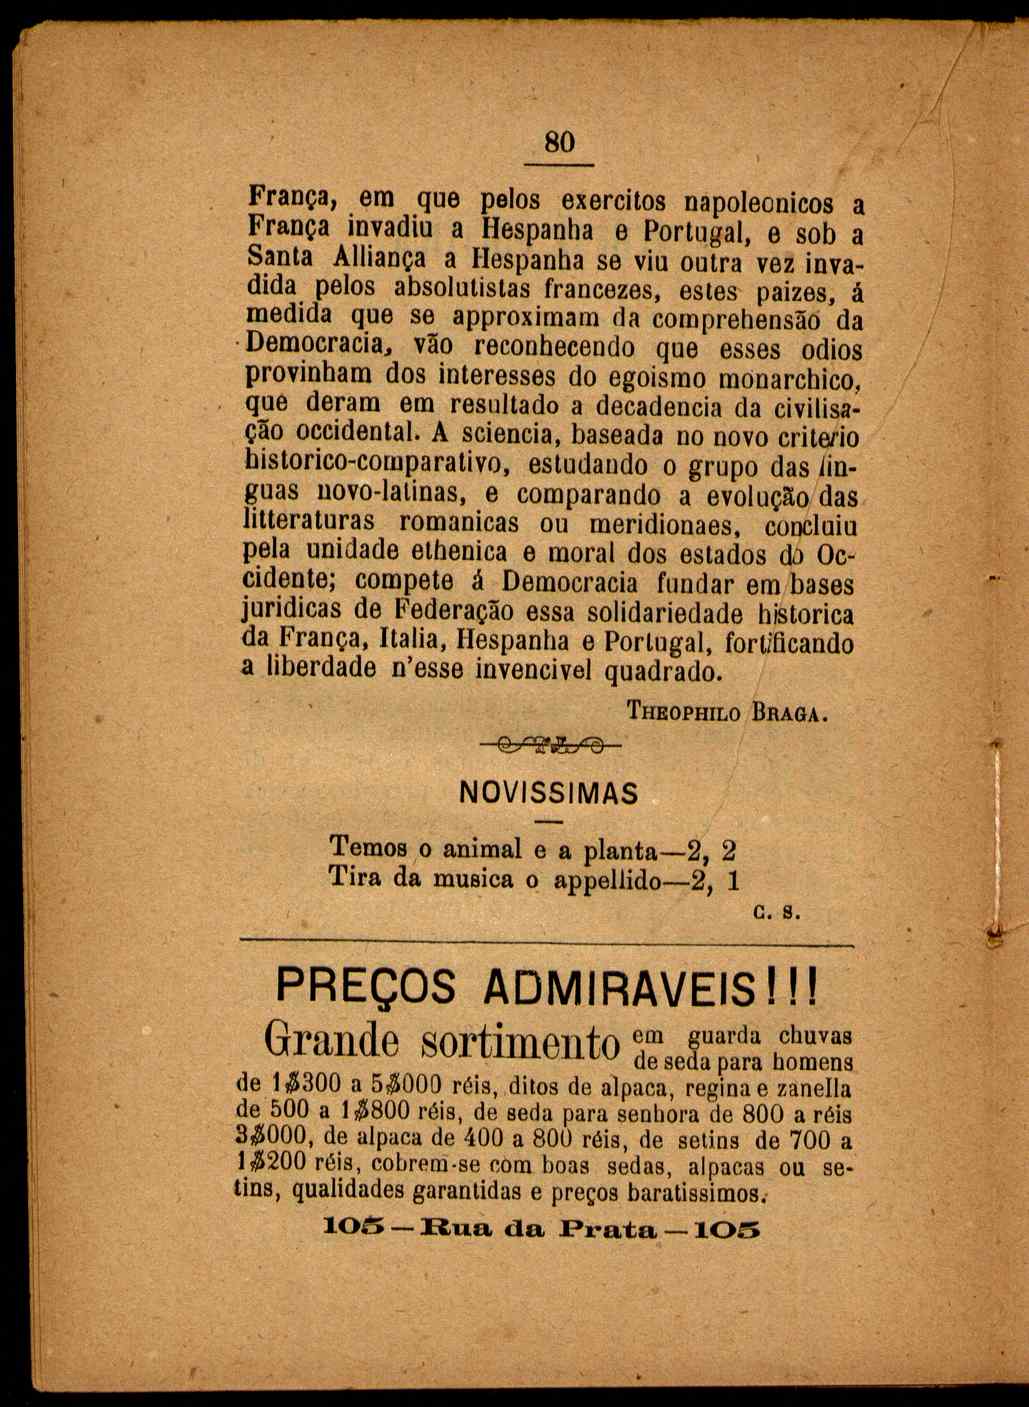 80
França, em que pelos exercitos napoleonicos a
França invadiu a Hespanha e Portugal, e sob a
Santa Alliança a Hespanha se viu outra vez inva-
dida pelos absolutistas francezes, estes paizes, á
medida que se approximam da comprehensão da
Democracia, vão reconhecendo que esses odios
provinham dos interesses do egoismo monarchico,
que deram em resultado a decadencia da civilisa-
ção occidental. A sciencia, baseada no novo criterio
historico-comparativo, estudando o grupo das lin-
guas novo-latinas, e comparando a evolução das
litteraturas romanicas ou meridionaes, concluiu
pela unidade ethenica e moral dos estados do Oc-
cidente; compete á Democracia fundar em bases
juridicas de Federação essa solidariedade historica
da França, Italia, Hespanha e Portugal, fortificando
a liberdade n'esse invencivel quadrado.
THEOPHILO BRAGA.
NOVISSIMAS
Temos o animal e a planta—2, 2
Tira da musica o appellido—2, 1
C. S.
PREÇOS ADMIRAVEIS!!!
Grande sortimento em guarda chuvas
de seda para homens
de 1$300 a 5$000 réis, ditos de alpaca, regina e zanella
de 500 a 1$800 réis, de seda para senhora de 800 a réis
3$000, de alpaca de 400 a 800 réis, de setins de 700 a
1$200 réis, cobrem-se com boas sedas, alpacas ou se-
tins, qualidades garantidas e preços baratissimos.
105—Rua da Prata—105